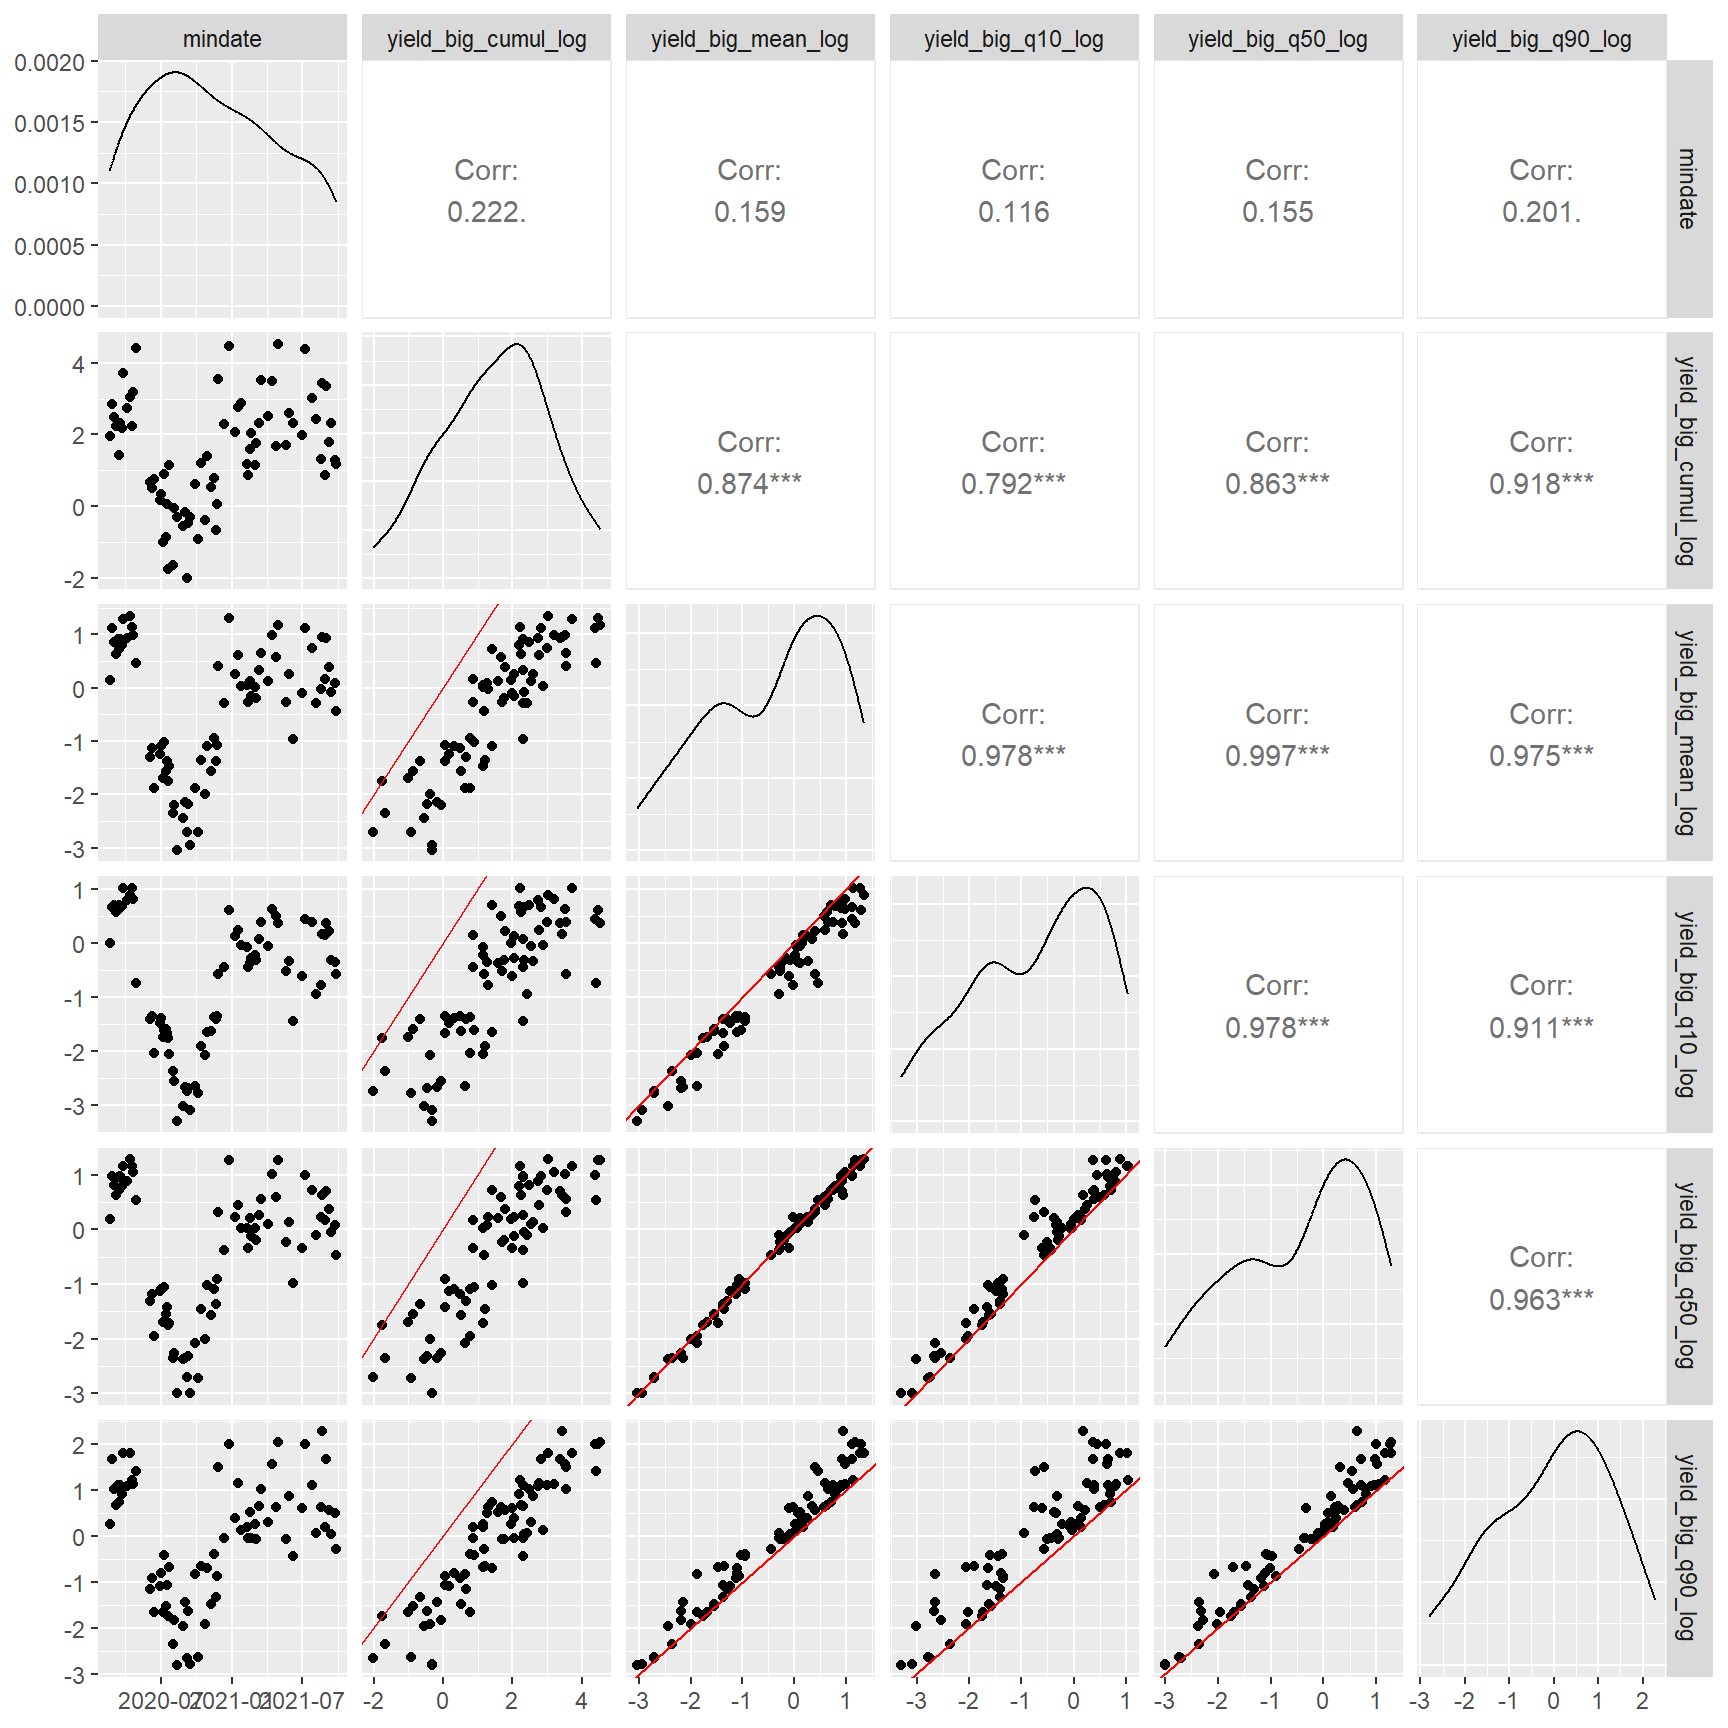 mindate yield_big_cumul_log yield_big_mean_log yield_big_q10_log yield_big_q50_log yield_big_q90_log
0.0020
0.0015
0.0010
0.0005
0.0000
Corr:
0.222.
Corr:
0.159
Corr:
0.116
Corr:
0.155
Corr:
0.201.
mindate
4
2
0
-2
Corr:
0.874***
Corr:
0.792***
Corr:
0.863***
Corr:
0.918***
yield_big_cumul_log
1
0
-1
-2
-3
Corr:
0.978***
Corr:
0.997***
Corr:
0.975***
yield_big_mean_log
1
0
-1
-2
-3
Corr:
0.978***
Corr:
0.911***
yield_big_q10_log
1
0
-1
-2
-3
Corr:
0.963***
yield_big_q50_log
2
1
0
-1
-2
-3
yield_big_q90_log
2020-07 2021-01 2021-07
-2 0 2 4
-3 -2 -1 0 1
-3 -2 -1 0 1
-3 -2 -1 0 1
-3 -2 -1 0 1 2